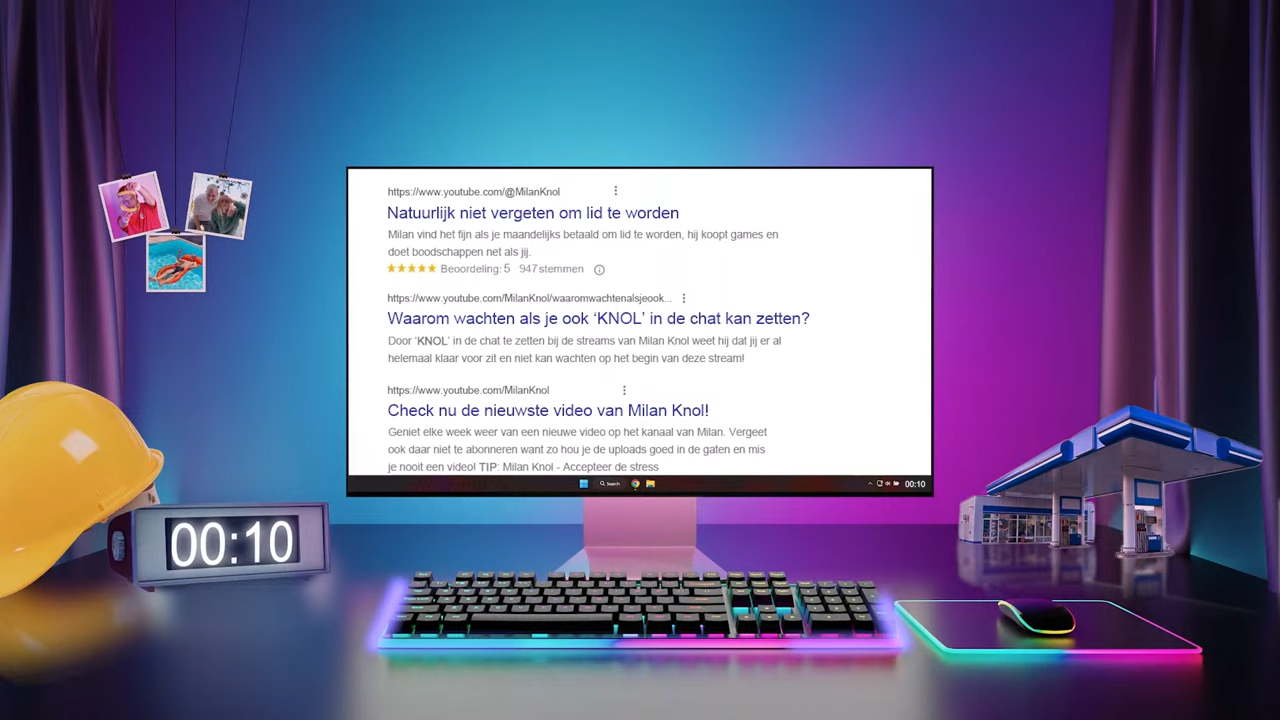 https://www.youtube.com/@MilanKnol
Natuurlijk niet vergeten om lid te worden
Milan vind het fijn als je maandelijks betaald om lid te worden, hij koopt games en
doet boodschappen net als jij.
Beoordeling: 5 947 stemmen
https://www.youtube.com/MilanKnol/waaromwachtenalsjeook...
Waarom wachten als je ook ‘KNOL’ in de chat kan zetten?
Door ‘KNOL’ in de chat te zetten bij de streams van Milan Knol weet hij dat jij er al
helemaal klaar voor zit en niet kan wachten op het begin van deze stream!
https://www.youtube.com/MilanKnol
Check nu de nieuwste video van Milan Knol!
Geniet elke week weer van een nieuwe video op het kanaal van Milan. Vergeet
ook daar niet te abonneren want zo hou je de uploads goed in de gaten en mis
je nooit een video! TIP: Milan Knol - Accepteer de stress
Search
00:10
00:10